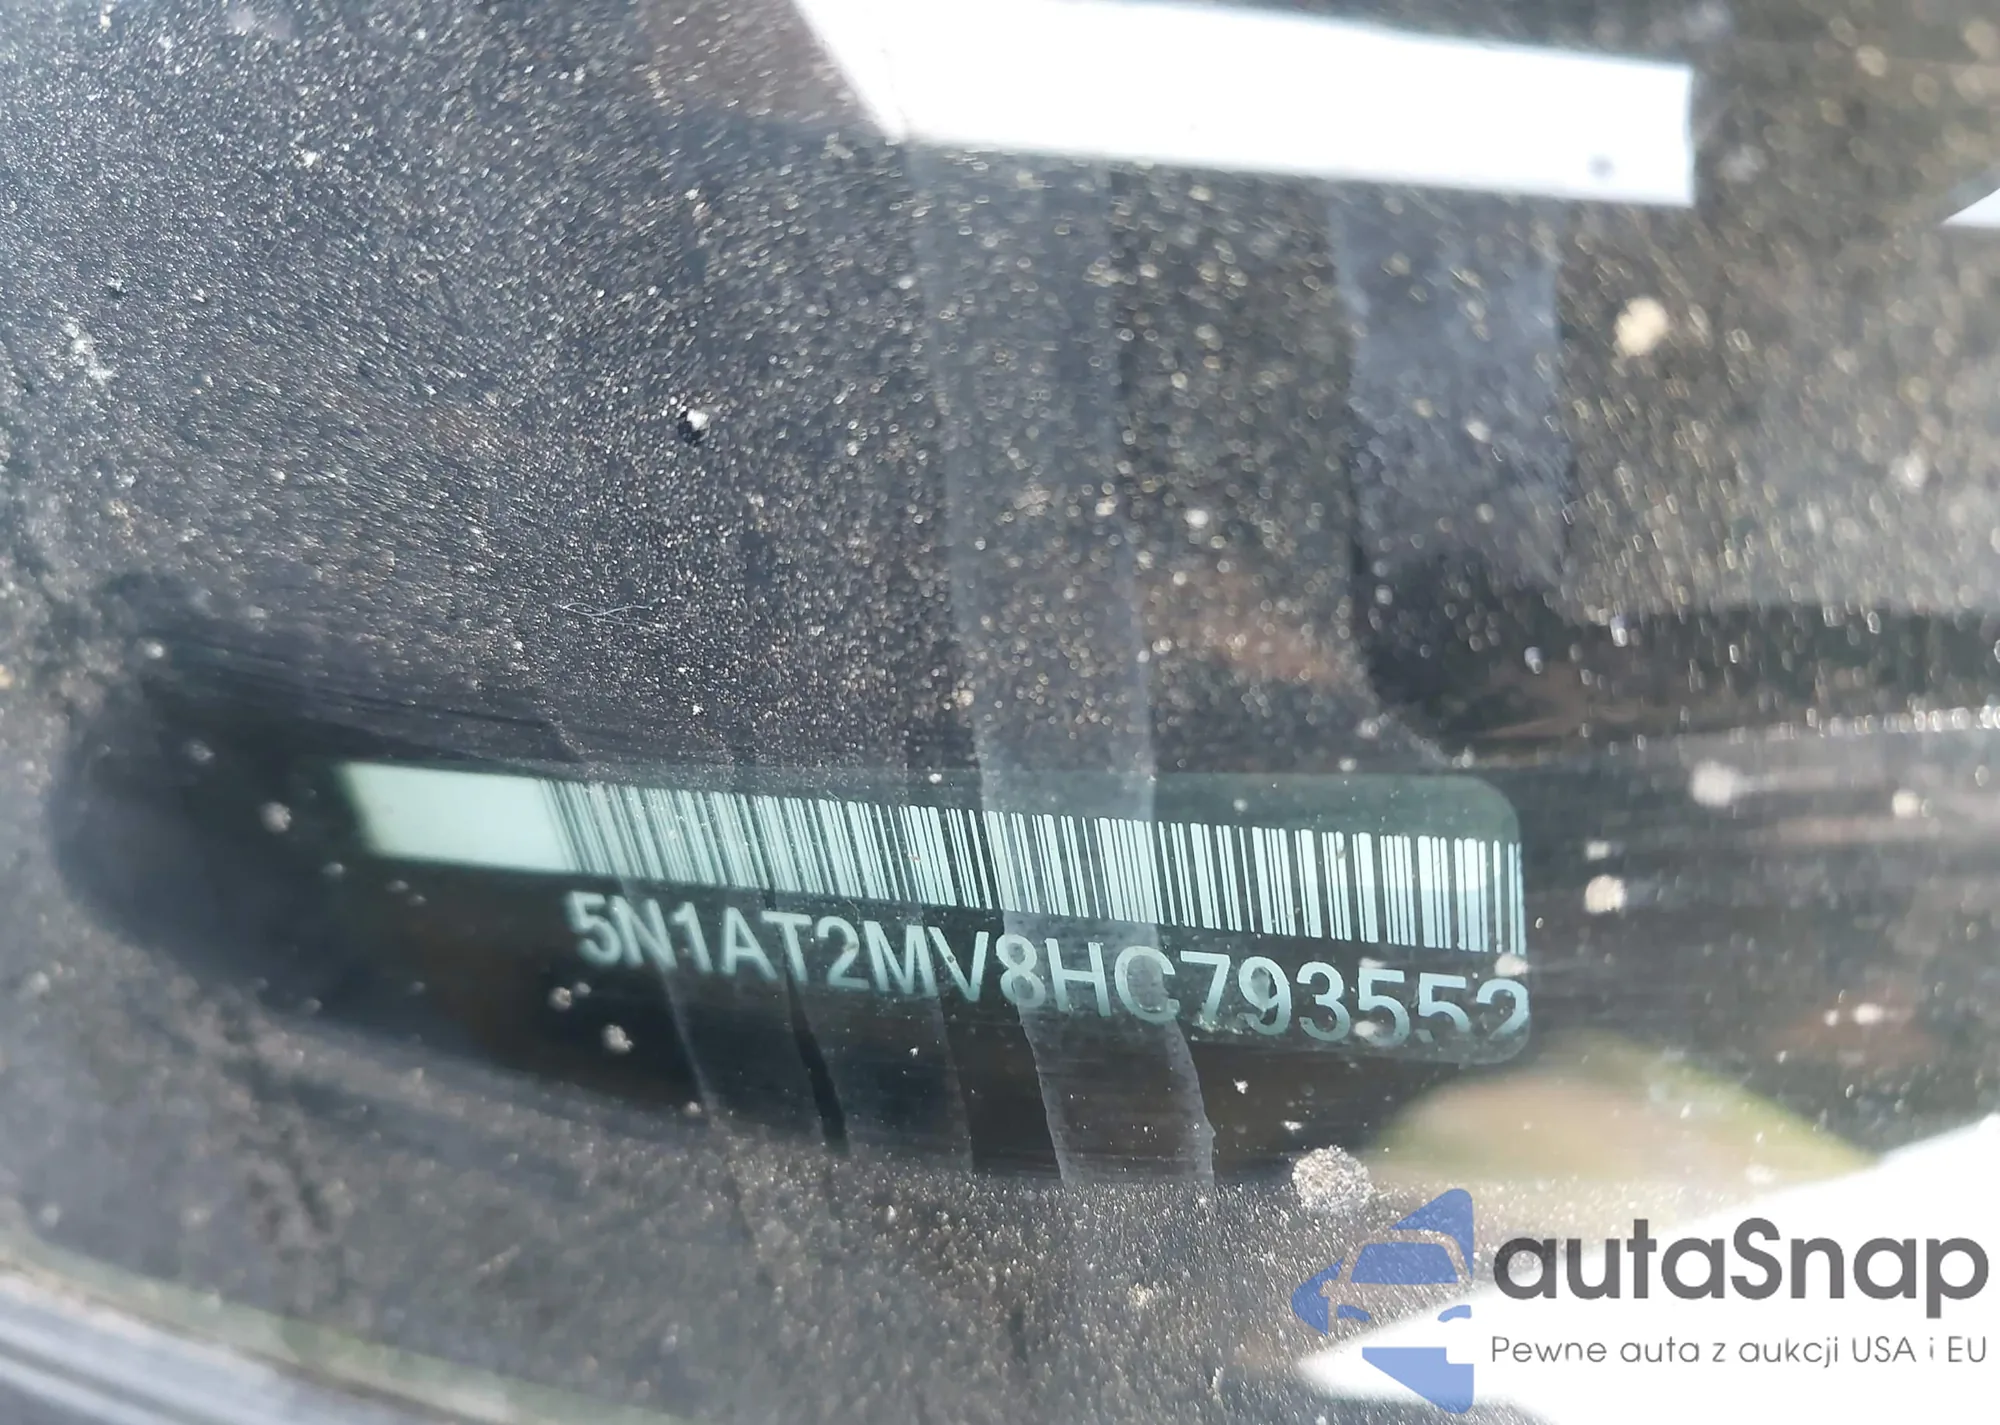 5N1AT2MV8HC793552
autaSnap
Pewne auta z aukcji USA i EU